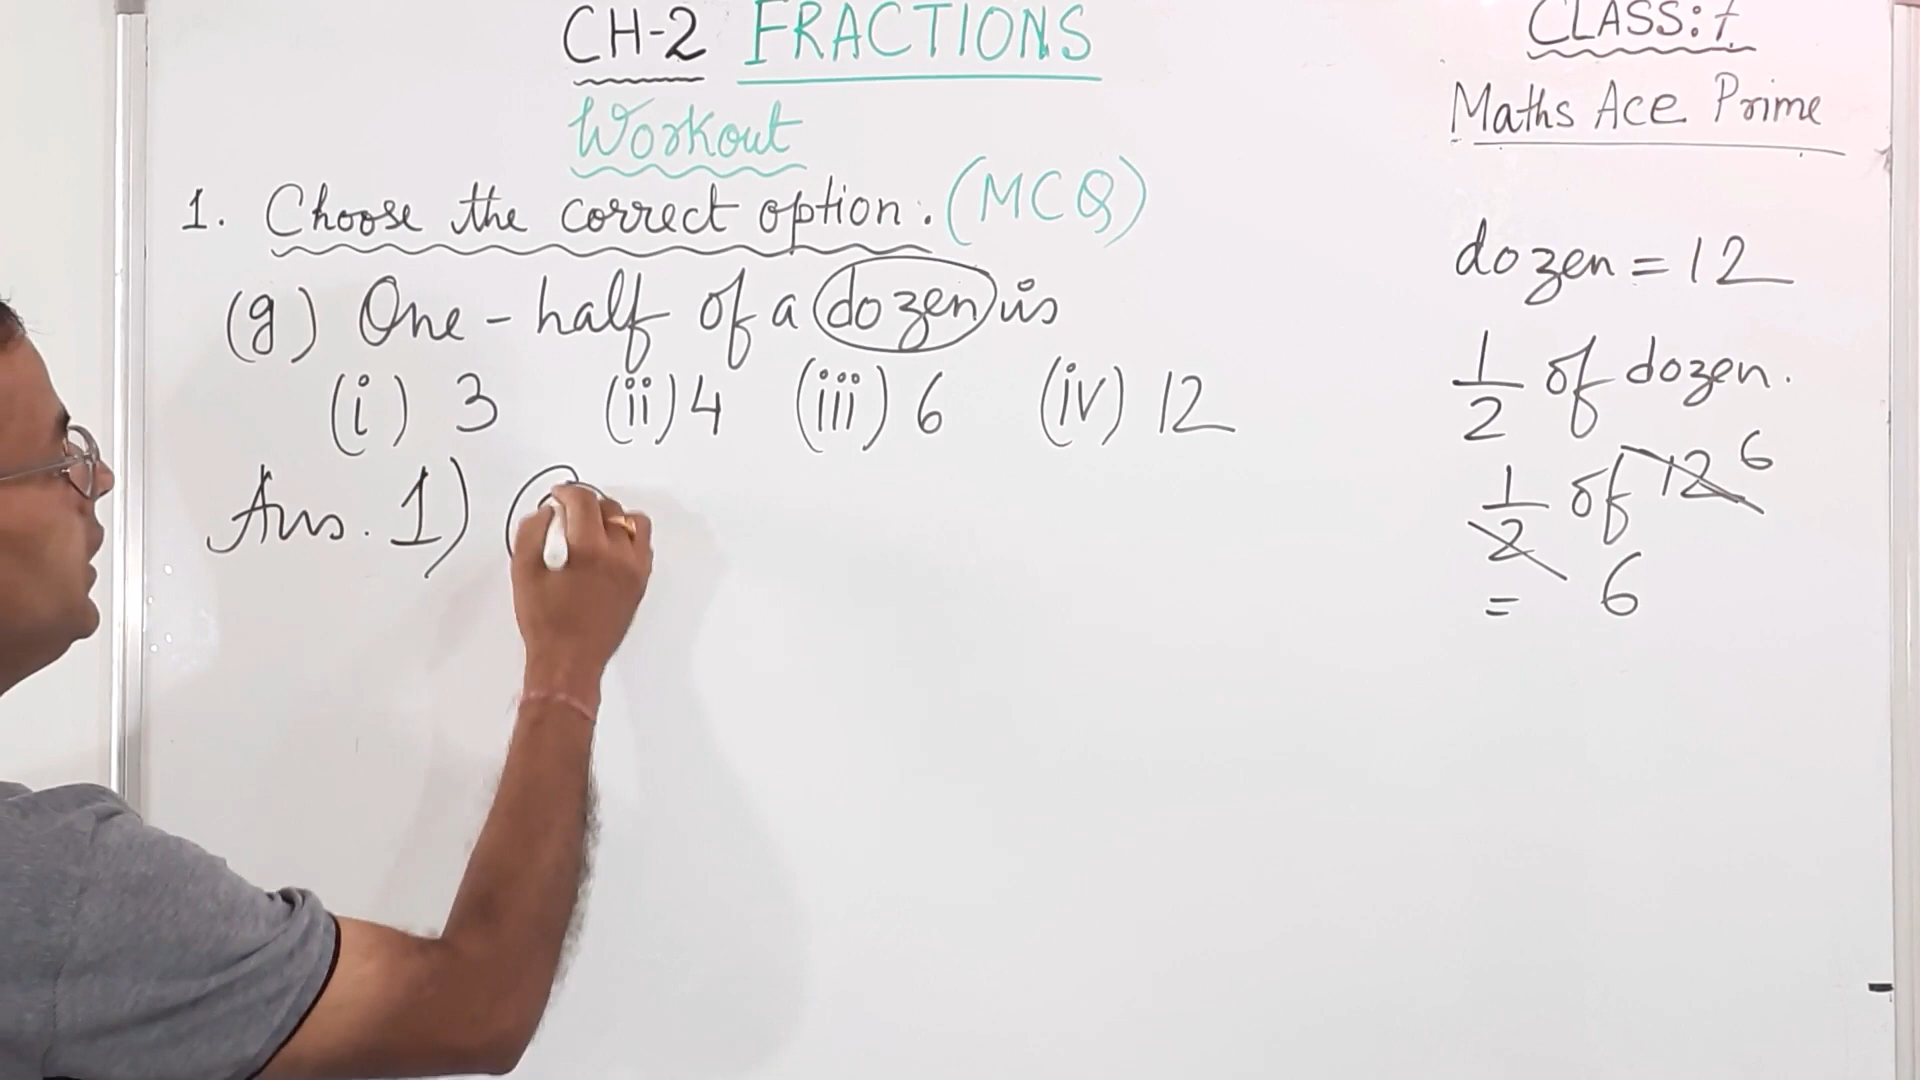 CH-2 FRACTIONS
Workout
1. Choose the correct option. (MCQ)
(g) One-half of a dozen is
(i) 3 (ii) 4 (iii) 6 (iv) 12
Ans. 1)
CLASS: 7
Maths Ace Prime
dozen = 12
1/2 of dozen.
1/2 of 12 6
= 6